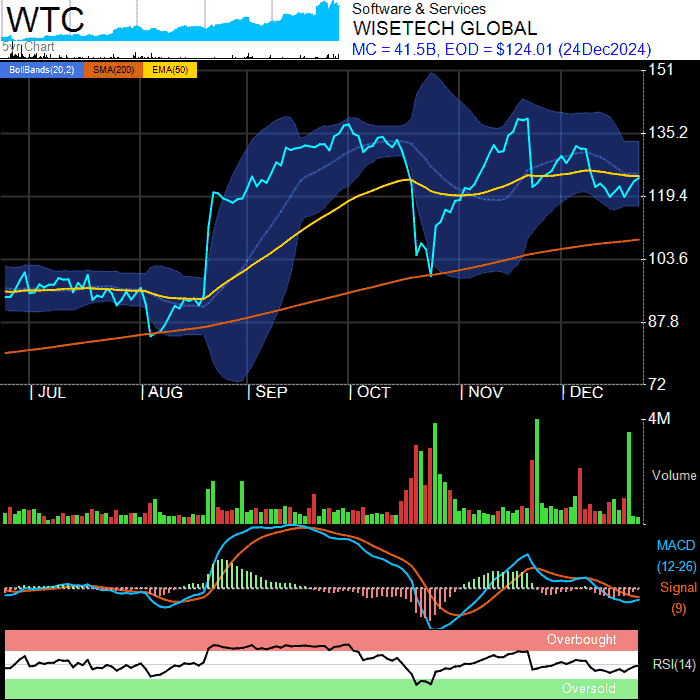 WTC
5yr Chart
Software & Services
WISETECH GLOBAL
MC = 41.5B, EOD = $124.01 (24Dec2024)
BollBands(20,2) SMA(200) EMA(50)
151
135.2
119.4
103.6
87.8
72
JUL AUG SEP OCT NOV DEC
4M
Volume
MACD
(12-26)
Signal
(9)
Overbought
RSI(14)
Oversold